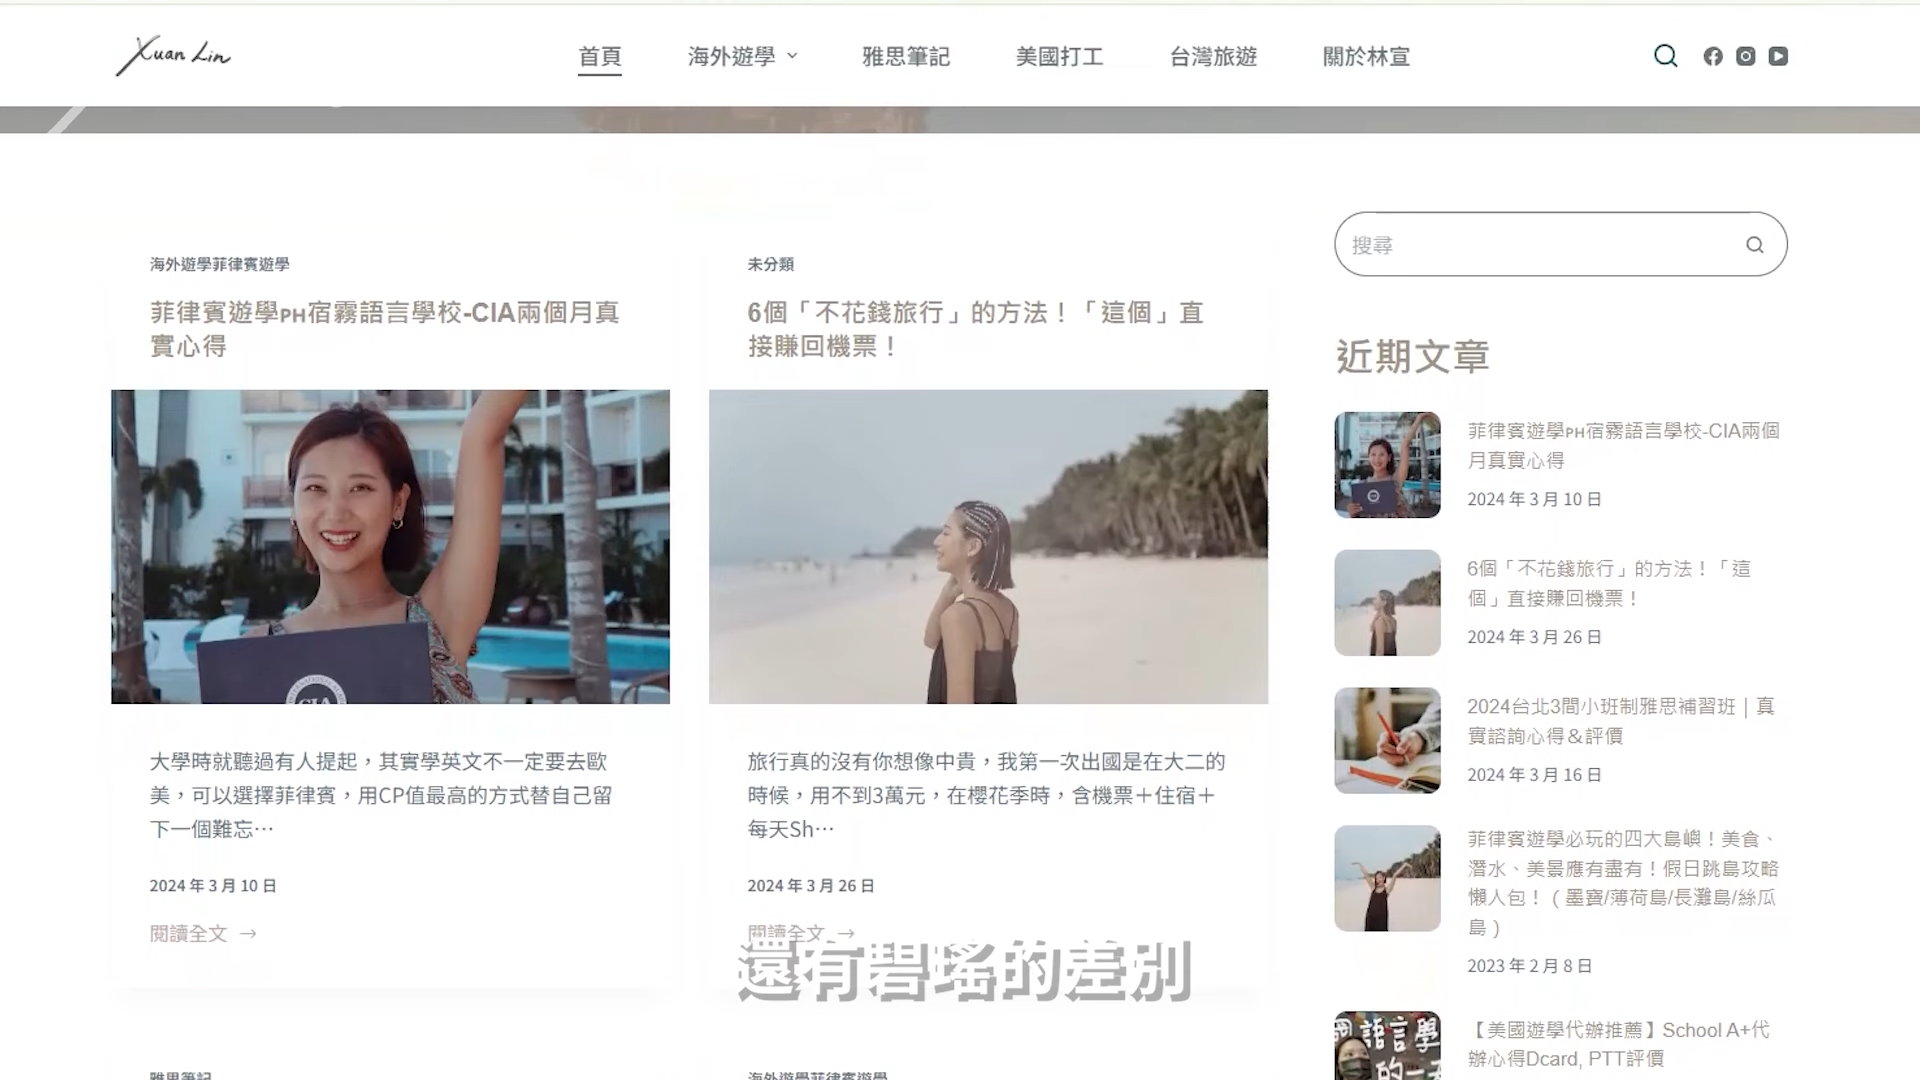 Xuan Lin
首頁
海外遊學
雅思筆記
美國打工
台灣旅遊
關於林宣
海外遊學菲律賓遊學
菲律賓遊學ᴘʜ宿霧語言學校-CIA兩個月真
實心得
CIA
大學時就聽過有人提起，其實學英文不一定要去歐
美，可以選擇菲律賓，用CP值最高的方式替自己留
下一個難忘…
2024 年 3 月 10 日
閱讀全文 →
未分類
6個「不花錢旅行」的方法！「這個」直
接賺回機票！
旅行真的沒有你想像中貴，我第一次出國是在大二的
時候，用不到3萬元，在櫻花季時，含機票＋住宿＋
每天Sh…
2024 年 3 月 26 日
閱讀全文 →
還有碧瑤的差別
雅思筆記
海外遊學菲律賓遊學
搜尋
近期文章
菲律賓遊學ᴘʜ宿霧語言學校-CIA兩個
月真實心得
2024 年 3 月 10 日
6個「不花錢旅行」的方法！「這
個」直接賺回機票！
2024 年 3 月 26 日
2024台北3間小班制雅思補習班｜真
實諮詢心得＆評價
2024 年 3 月 16 日
菲律賓遊學必玩的四大島嶼！美食、
潛水、美景應有盡有！假日跳島攻略
懶人包！（墨寶/薄荷島/長灘島/絲瓜
島）
2023 年 2 月 8 日
語言學
的一
【美國遊學代辦推薦】School A+代
辦心得Dcard, PTT評價